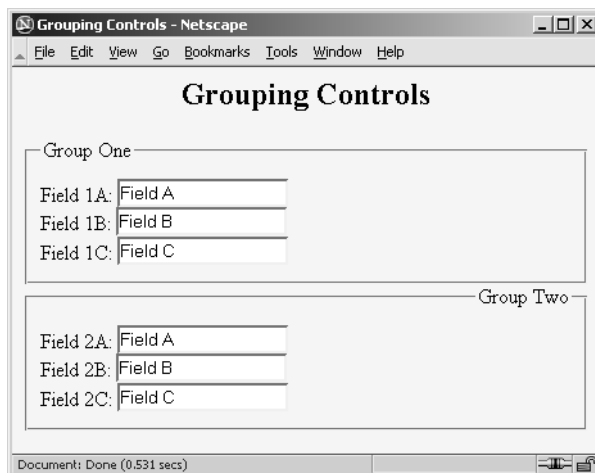 Grouping Controls - Netscape
File Edit View Go Bookmarks Tools Window Help
Grouping Controls
Group One
Field 1A: Field A
Field 1B: Field B
Field 1C: Field C
Group Two
Field 2A: Field A
Field 2B: Field B
Field 2C: Field C
Document: Done (0.531 secs)